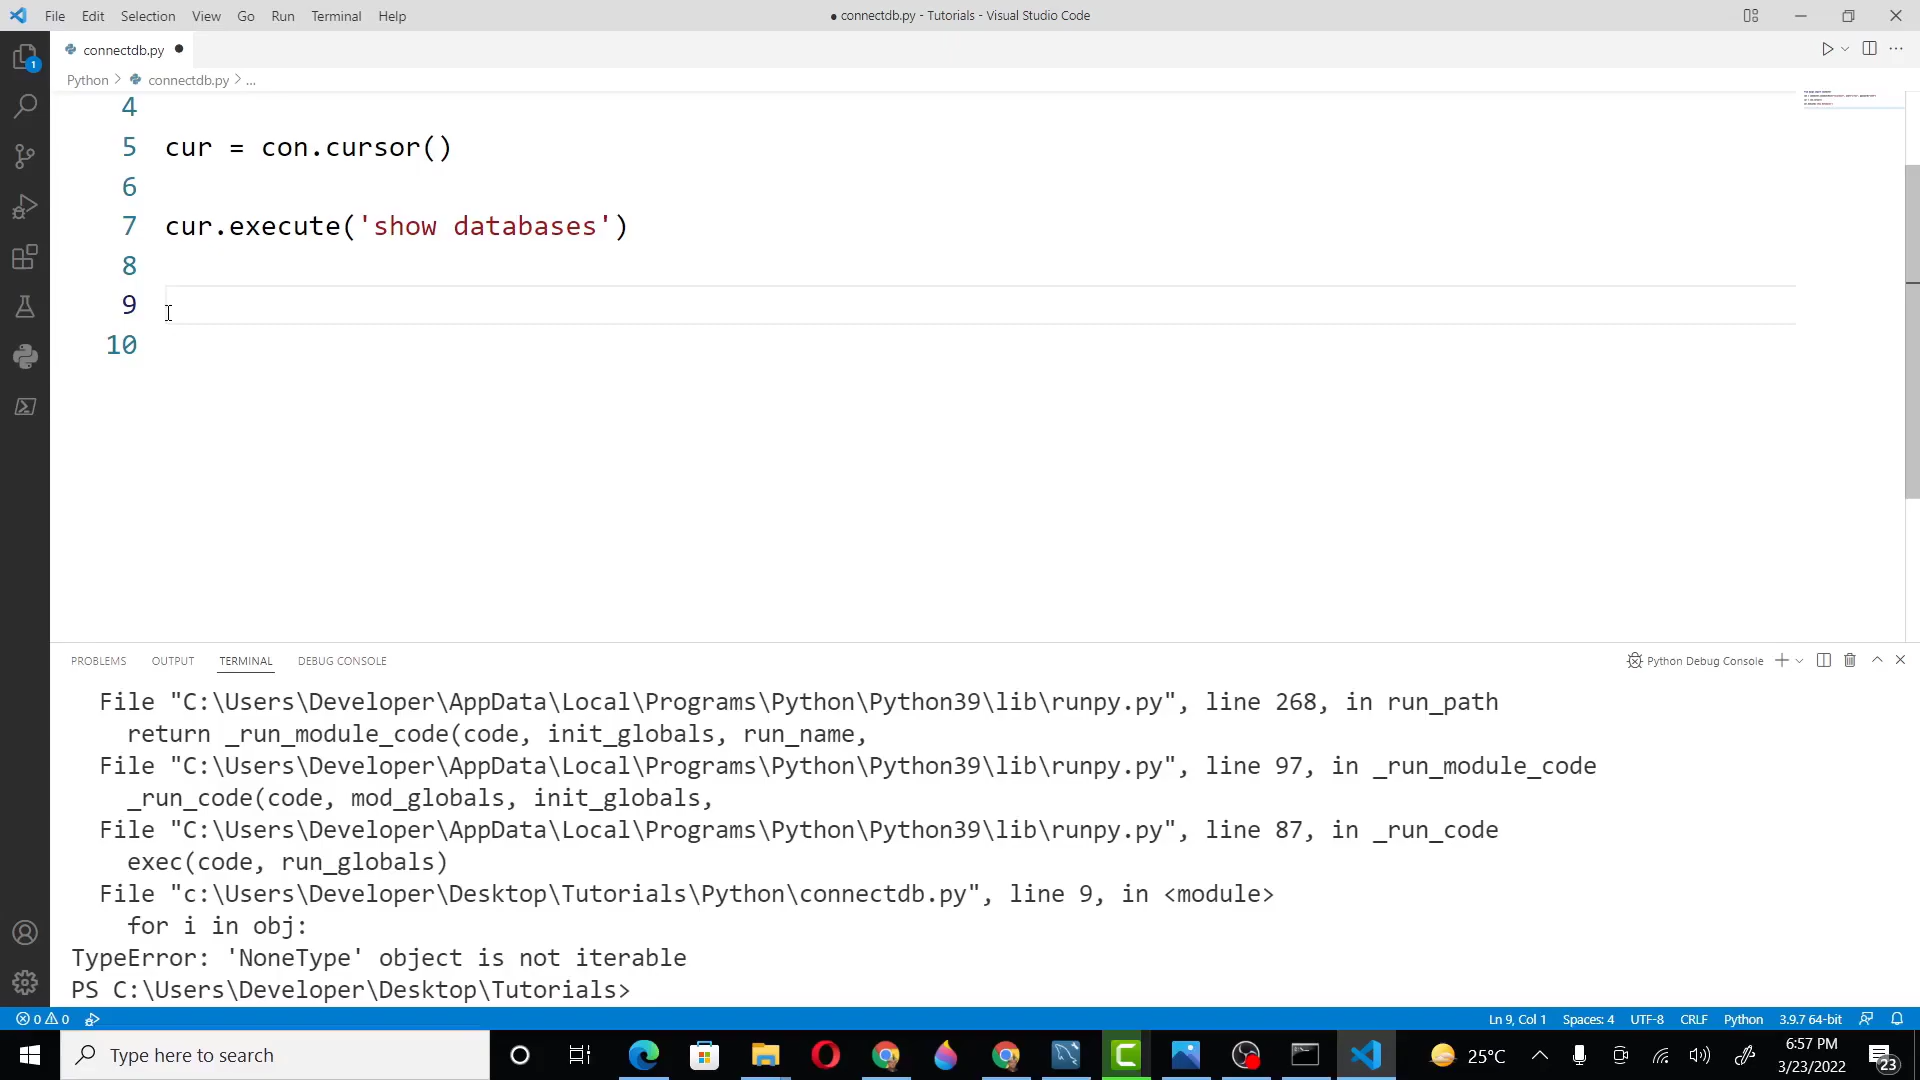 File Edit Selection View Go Run Terminal Help
● connectdb.py - Tutorials - Visual Studio Code
1
connectdb.py ●
Python > connectdb.py > ...
4
5 cur = con.cursor()
6
7 cur.execute('show databases')
8
9
10
PROBLEMS OUTPUT TERMINAL DEBUG CONSOLE
Python Debug Console
File "C:\Users\Developer\AppData\Local\Programs\Python\Python39\lib\runpy.py", line 268, in run_path
return _run_module_code(code, init_globals, run_name,
File "C:\Users\Developer\AppData\Local\Programs\Python\Python39\lib\runpy.py", line 97, in _run_module_code
_run_code(code, mod_globals, init_globals,
File "C:\Users\Developer\AppData\Local\Programs\Python\Python39\lib\runpy.py", line 87, in _run_code
exec(code, run_globals)
File "c:\Users\Developer\Desktop\Tutorials\Python\connectdb.py", line 9, in <module>
for i in obj:
TypeError: 'NoneType' object is not iterable
PS C:\Users\Developer\Desktop\Tutorials>
0 0
Ln 9, Col 1 Spaces: 4 UTF-8 CRLF Python 3.9.7 64-bit
Type here to search
25°C
6:57 PM
3/23/2022
23